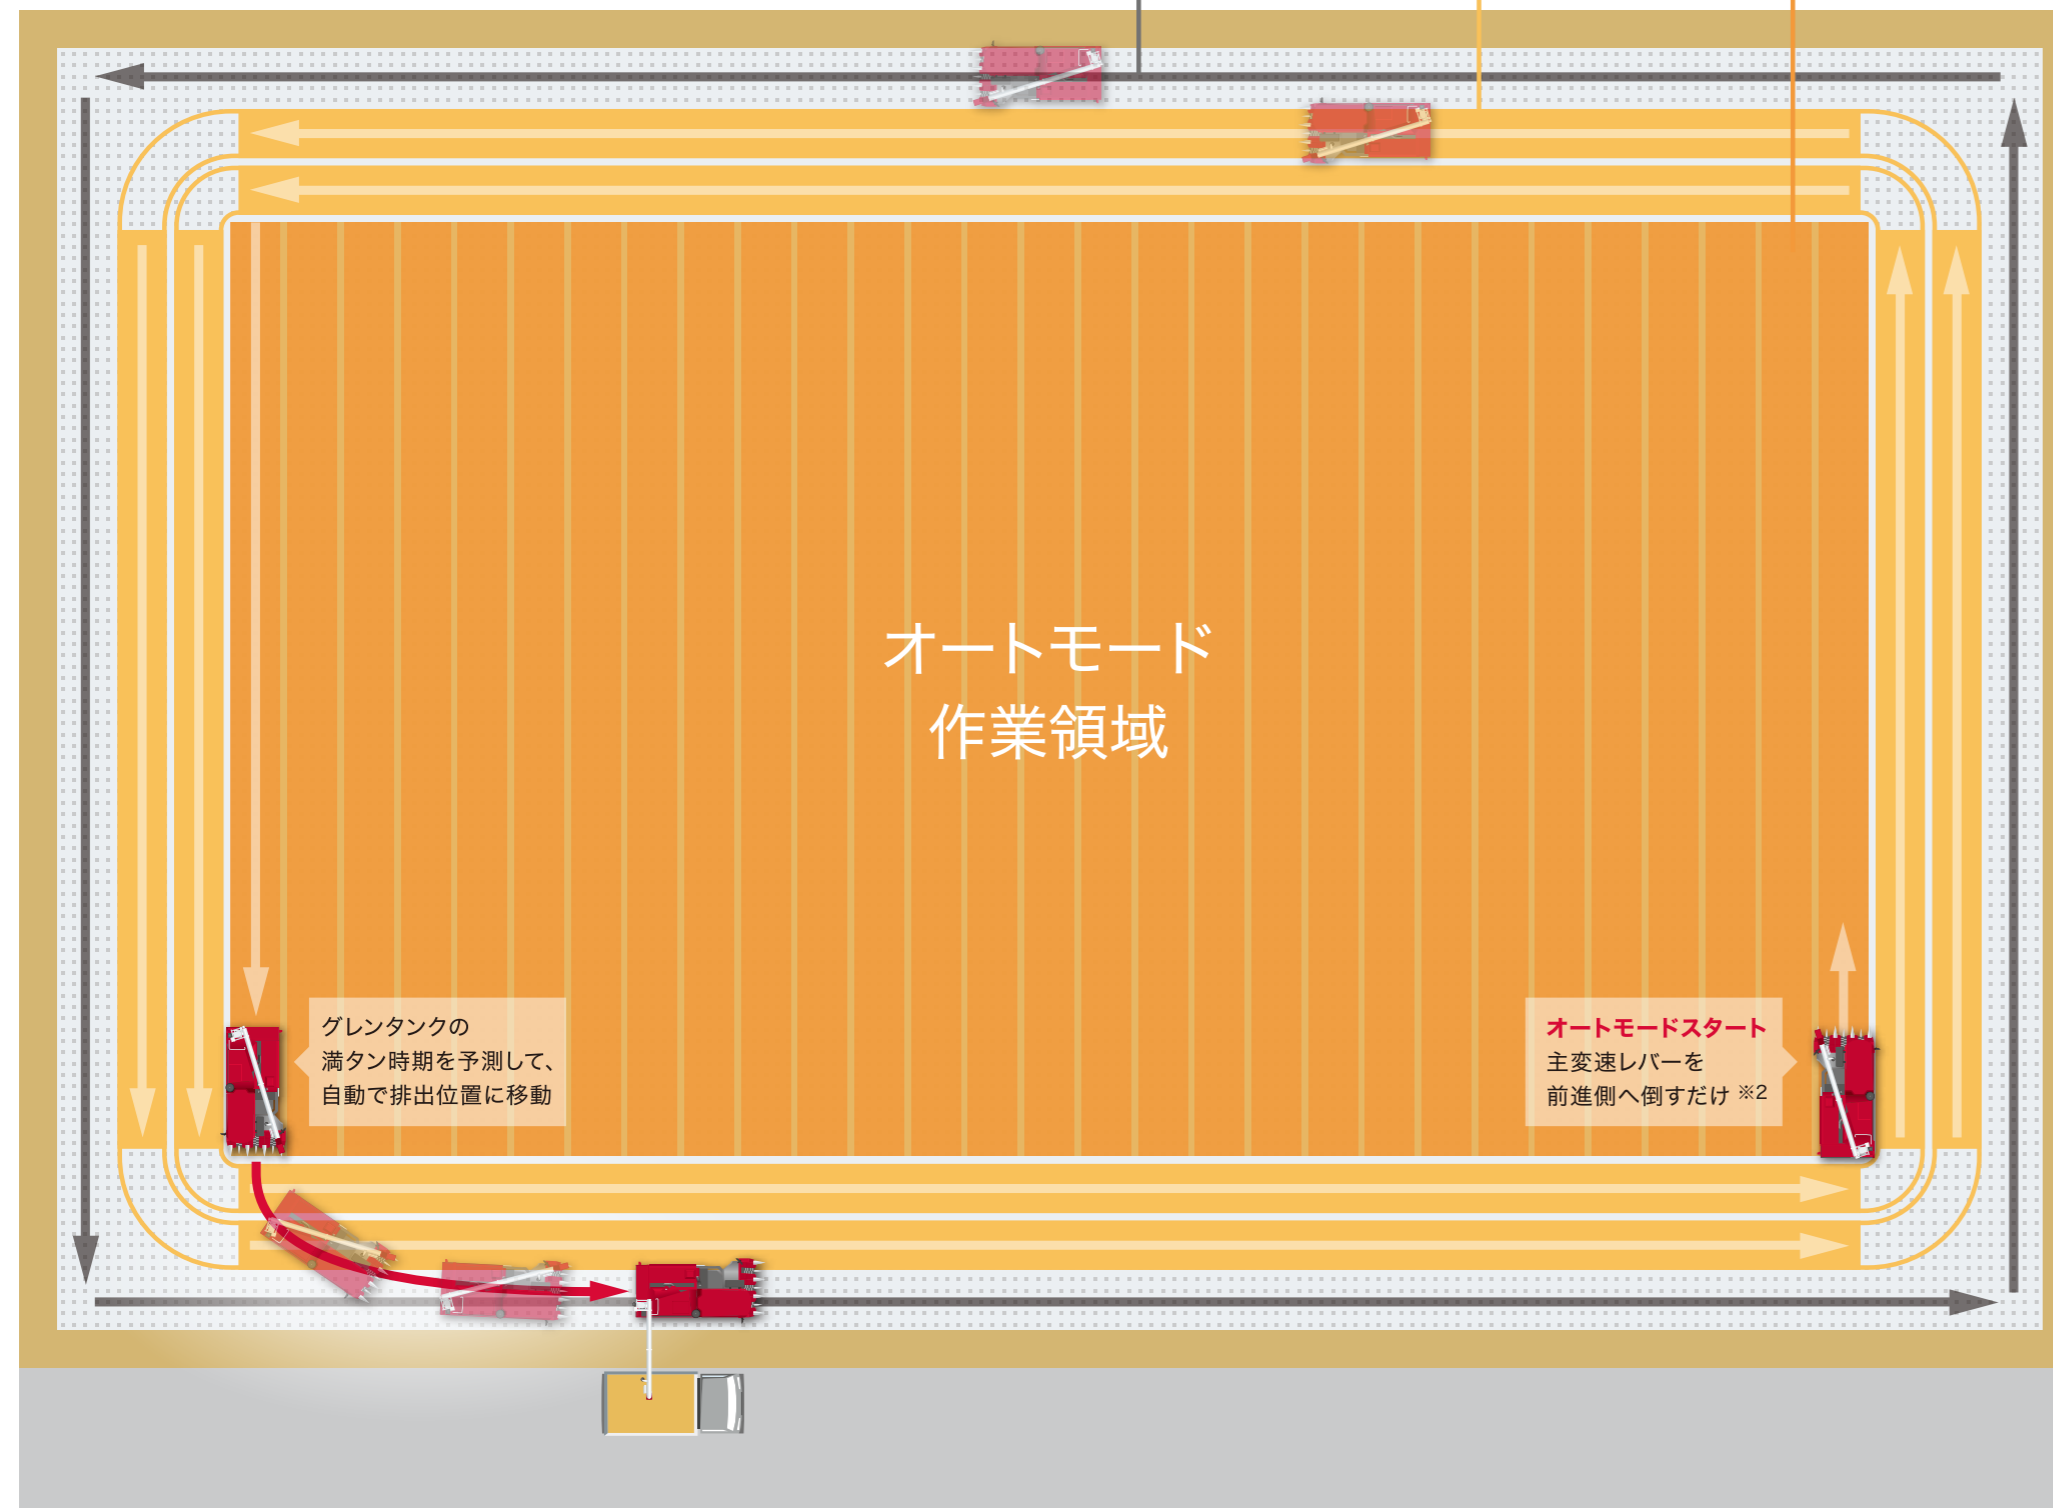 オートモード
作業領域
グレンタンクの
満タン時期を予測して、
自動で排出位置に移動
オートモードスタート
主変速レバーを
前進側へ倒すだけ ※2